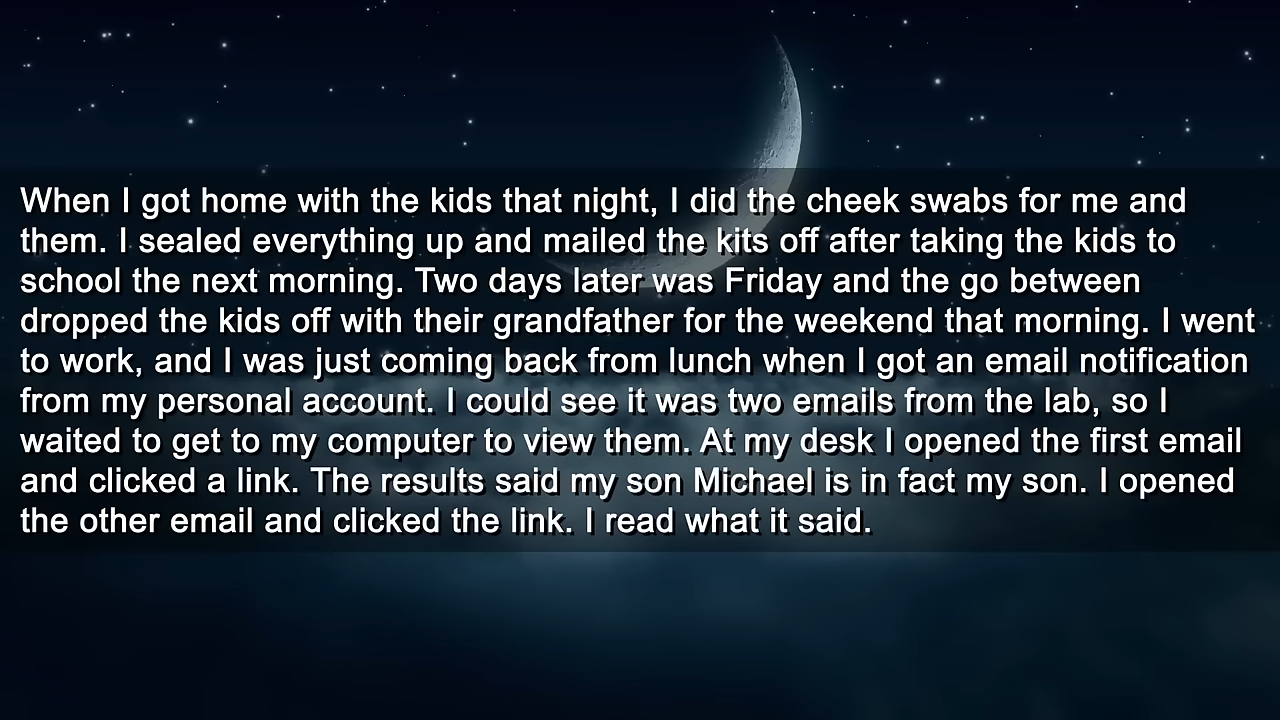 When I got home with the kids that night, I did the cheek swabs for me and
them. I sealed everything up and mailed the kits off after taking the kids to
school the next morning. Two days later was Friday and the go between
dropped the kids off with their grandfather for the weekend that morning. I went
to work, and I was just coming back from lunch when I got an email notification
from my personal account. I could see it was two emails from the lab, so I
waited to get to my computer to view them. At my desk I opened the first email
and clicked a link. The results said my son Michael is in fact my son. I opened
the other email and clicked the link. I read what it said.